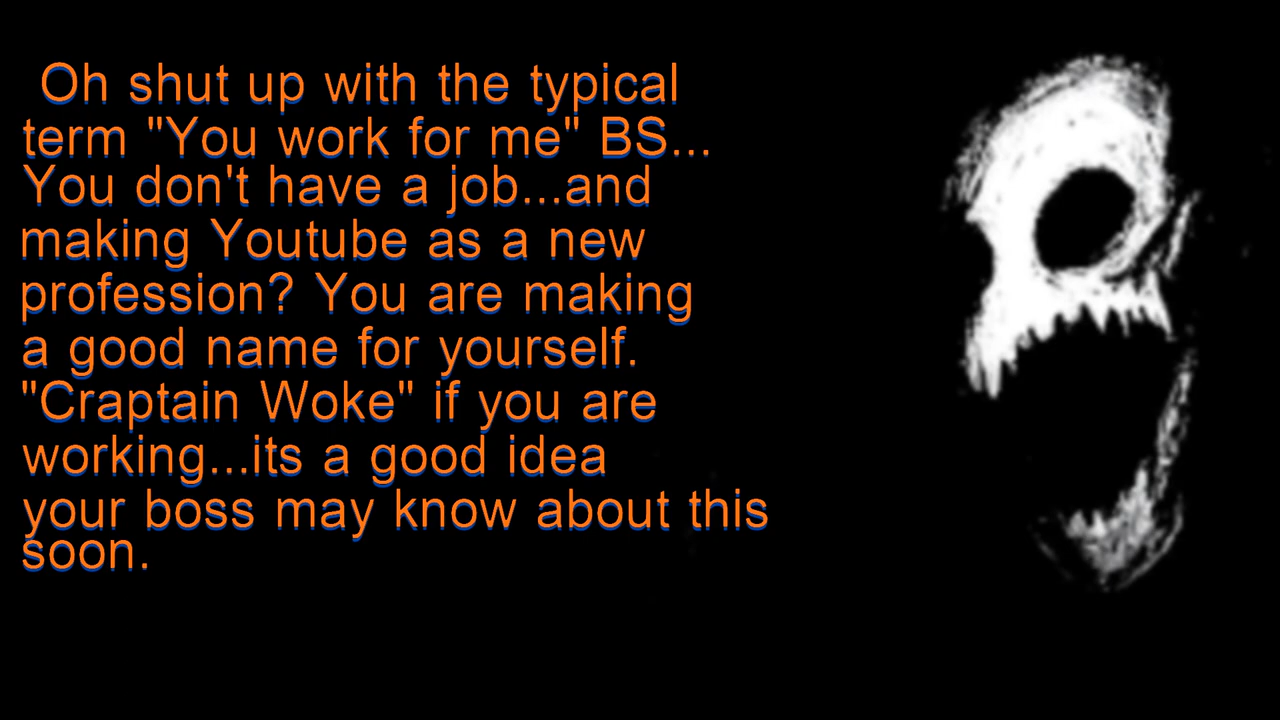 Oh shut up with the typical
term "You work for me" BS...
You don't have a job...and
making Youtube as a new
profession? You are making
a good name for yourself.
"Craptain Woke" if you are
working...its a good idea
your boss may know about this
soon.